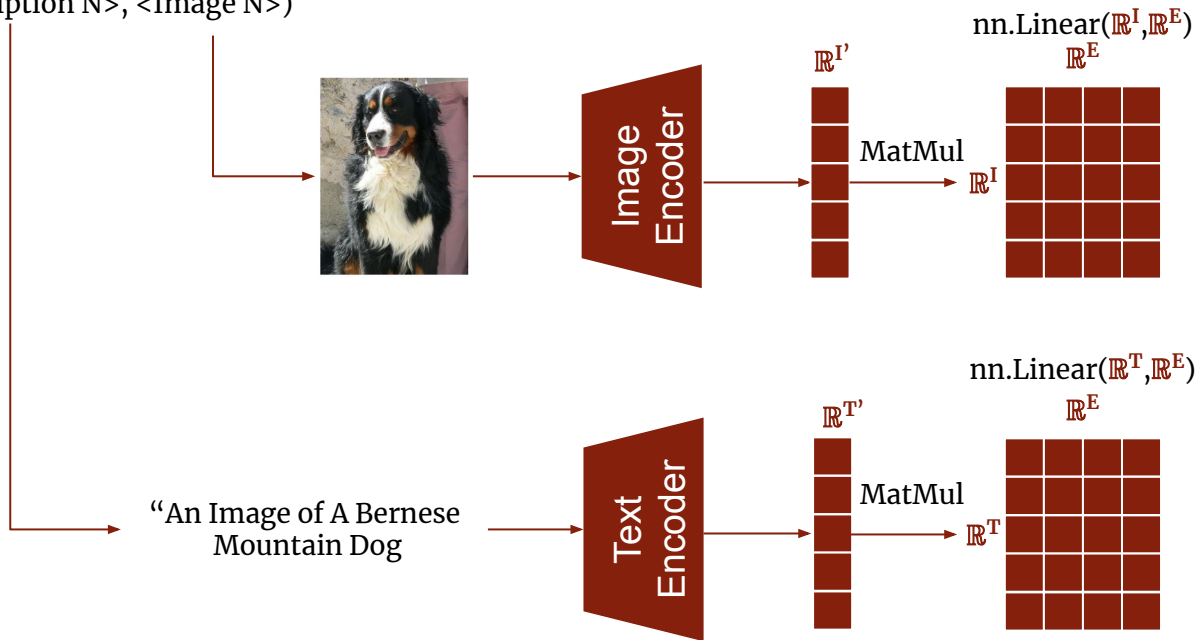 iption N>, <Image N>)
nn.Linear(ℝᴵ,ℝᴱ)
ℝᴵ'
ℝᴱ
Image
Encoder
MatMul
ℝᴵ
nn.Linear(ℝᵀ,ℝᴱ)
ℝᵀ'
ℝᴱ
“An Image of A Bernese
Mountain Dog
Text
Encoder
MatMul
ℝᵀ